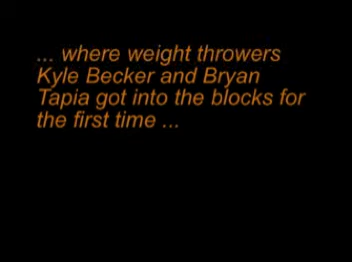 ... where weight throwers
Kyle Becker and Bryan
Tapia got into the blocks for
the first time ...